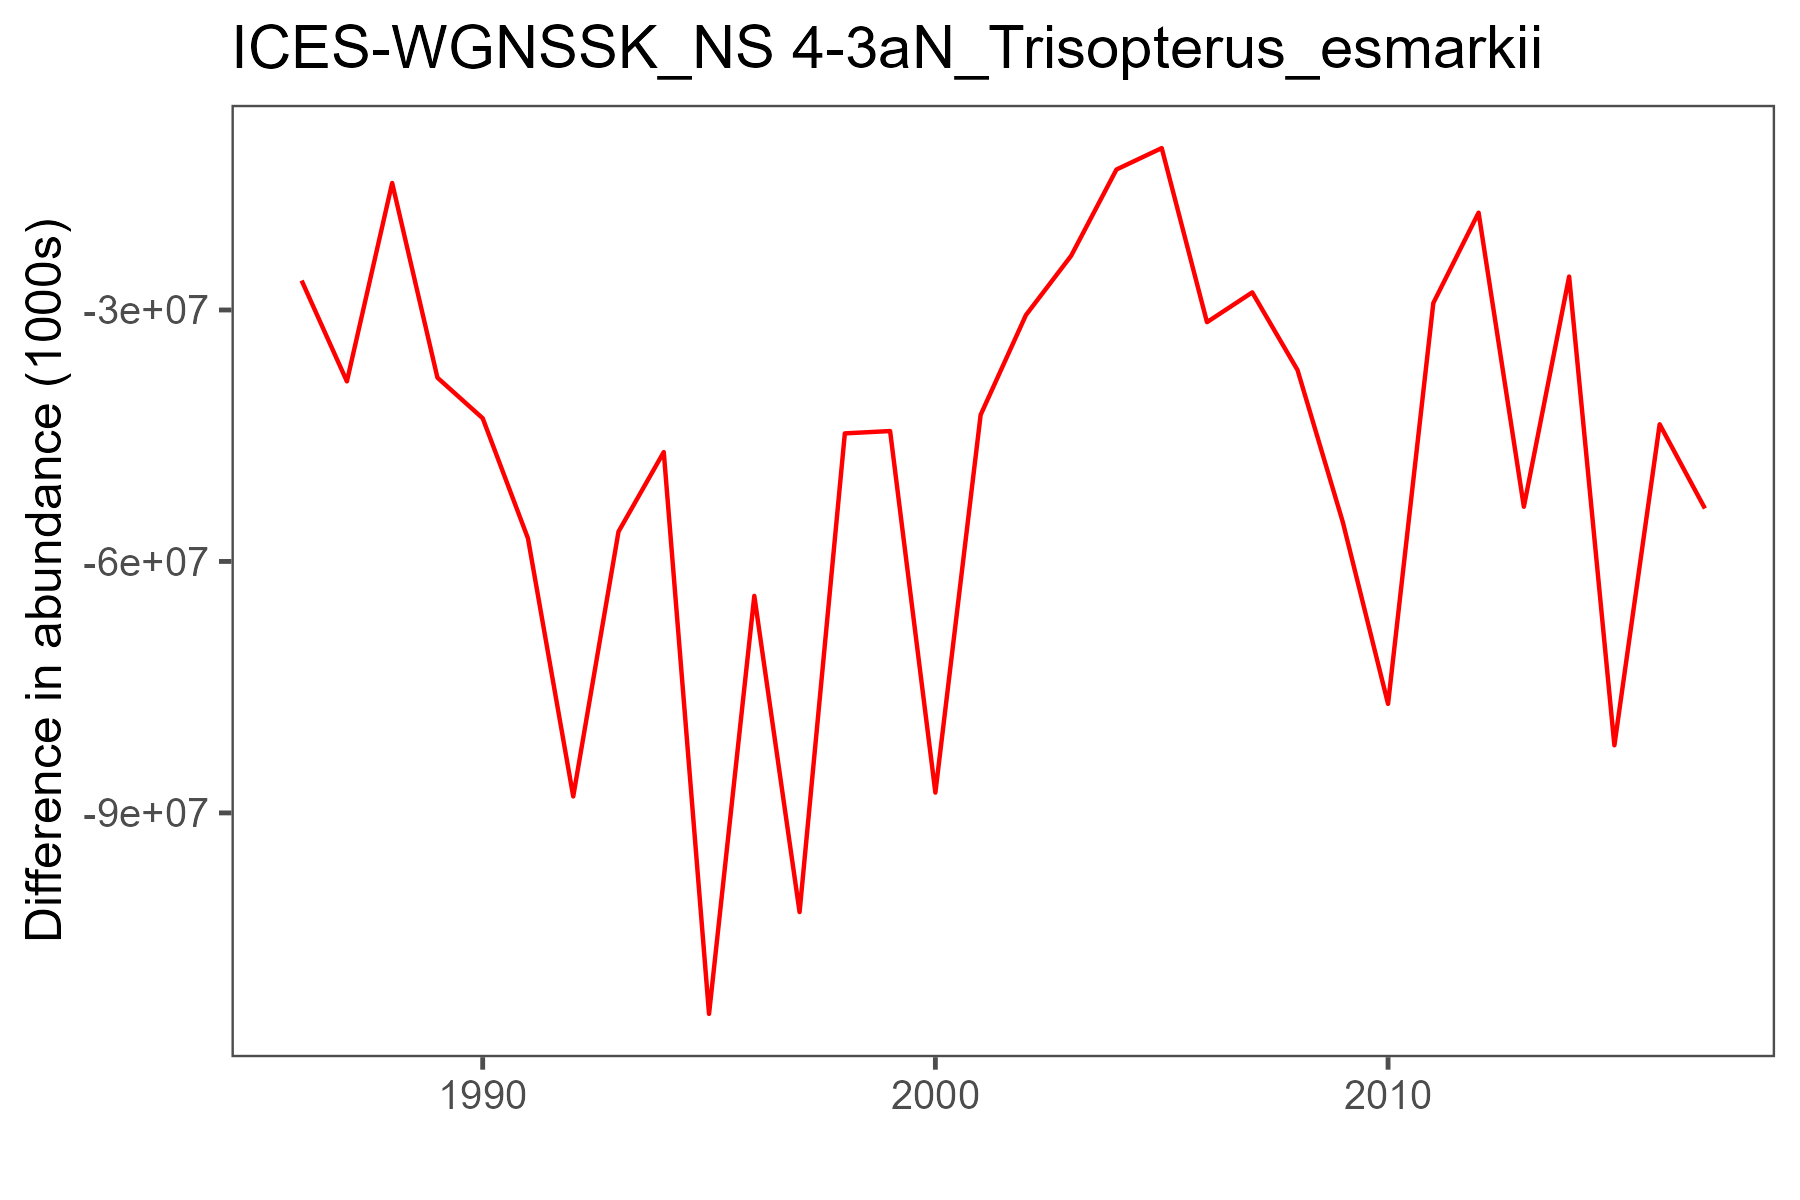 ICES-WGNSSK_NS 4-3aN_Trisopterus_esmarkii
Difference in abundance (1000s)
-3e+07
-6e+07
-9e+07
1990
2000
2010